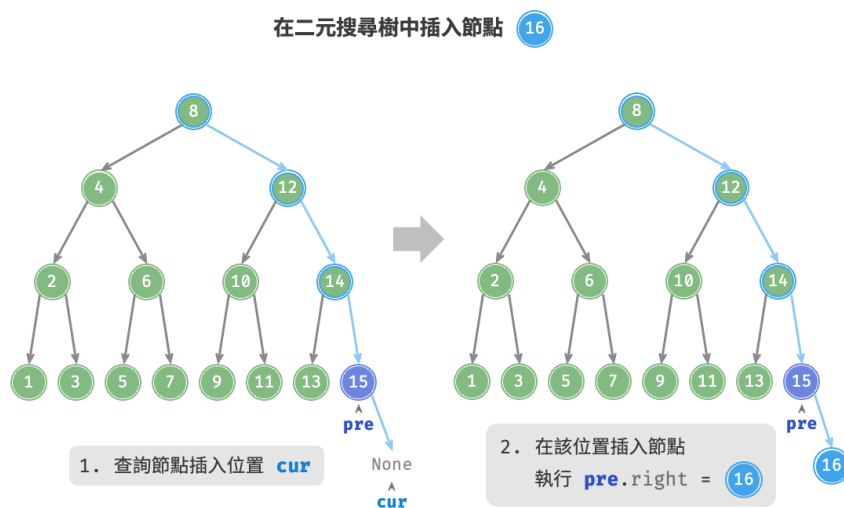 在二元搜尋樹中插入節點 16
8
4 12
2 6 10 14
1 3 5 7 9 11 13 15
pre
None
cur
1. 查詢節點插入位置 cur
8
4 12
2 6 10 14
1 3 5 7 9 11 13 15
pre
16
2. 在該位置插入節點
執行 pre.right = 16